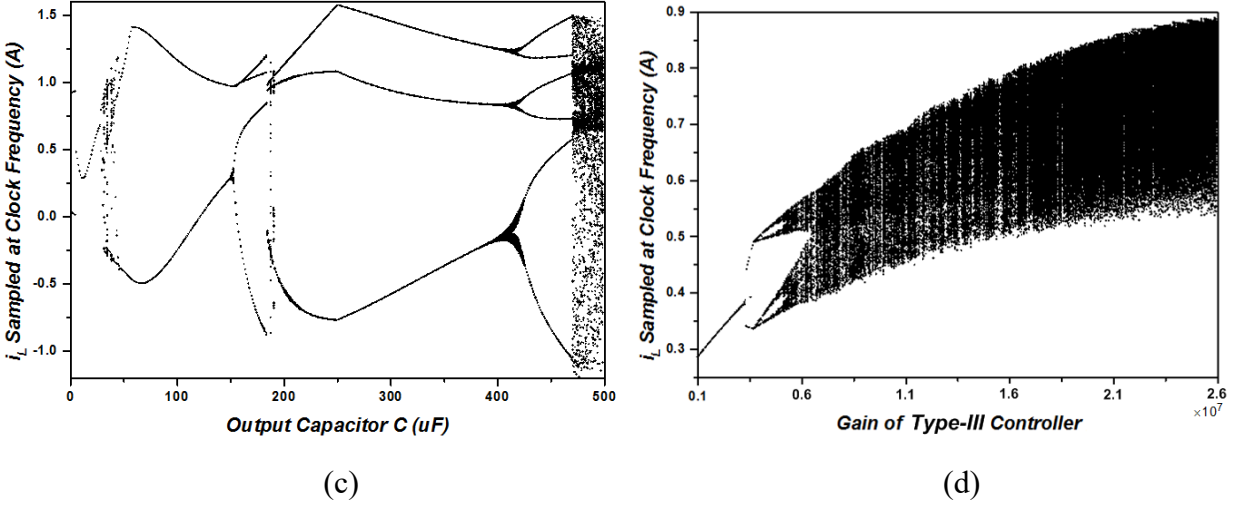 1.5
1.0
0.5
0.0
-0.5
-1.0
i_L Sampled at Clock Frequency (A)
0 100 200 300 400 500
Output Capacitor C (uF)
(c)
0.9
0.8
0.7
0.6
0.5
0.4
0.3
i_L Sampled at Clock Frequency (A)
0.1 0.6 1.1 1.6 2.1 2.6
×10⁷
Gain of Type-III Controller
(d)